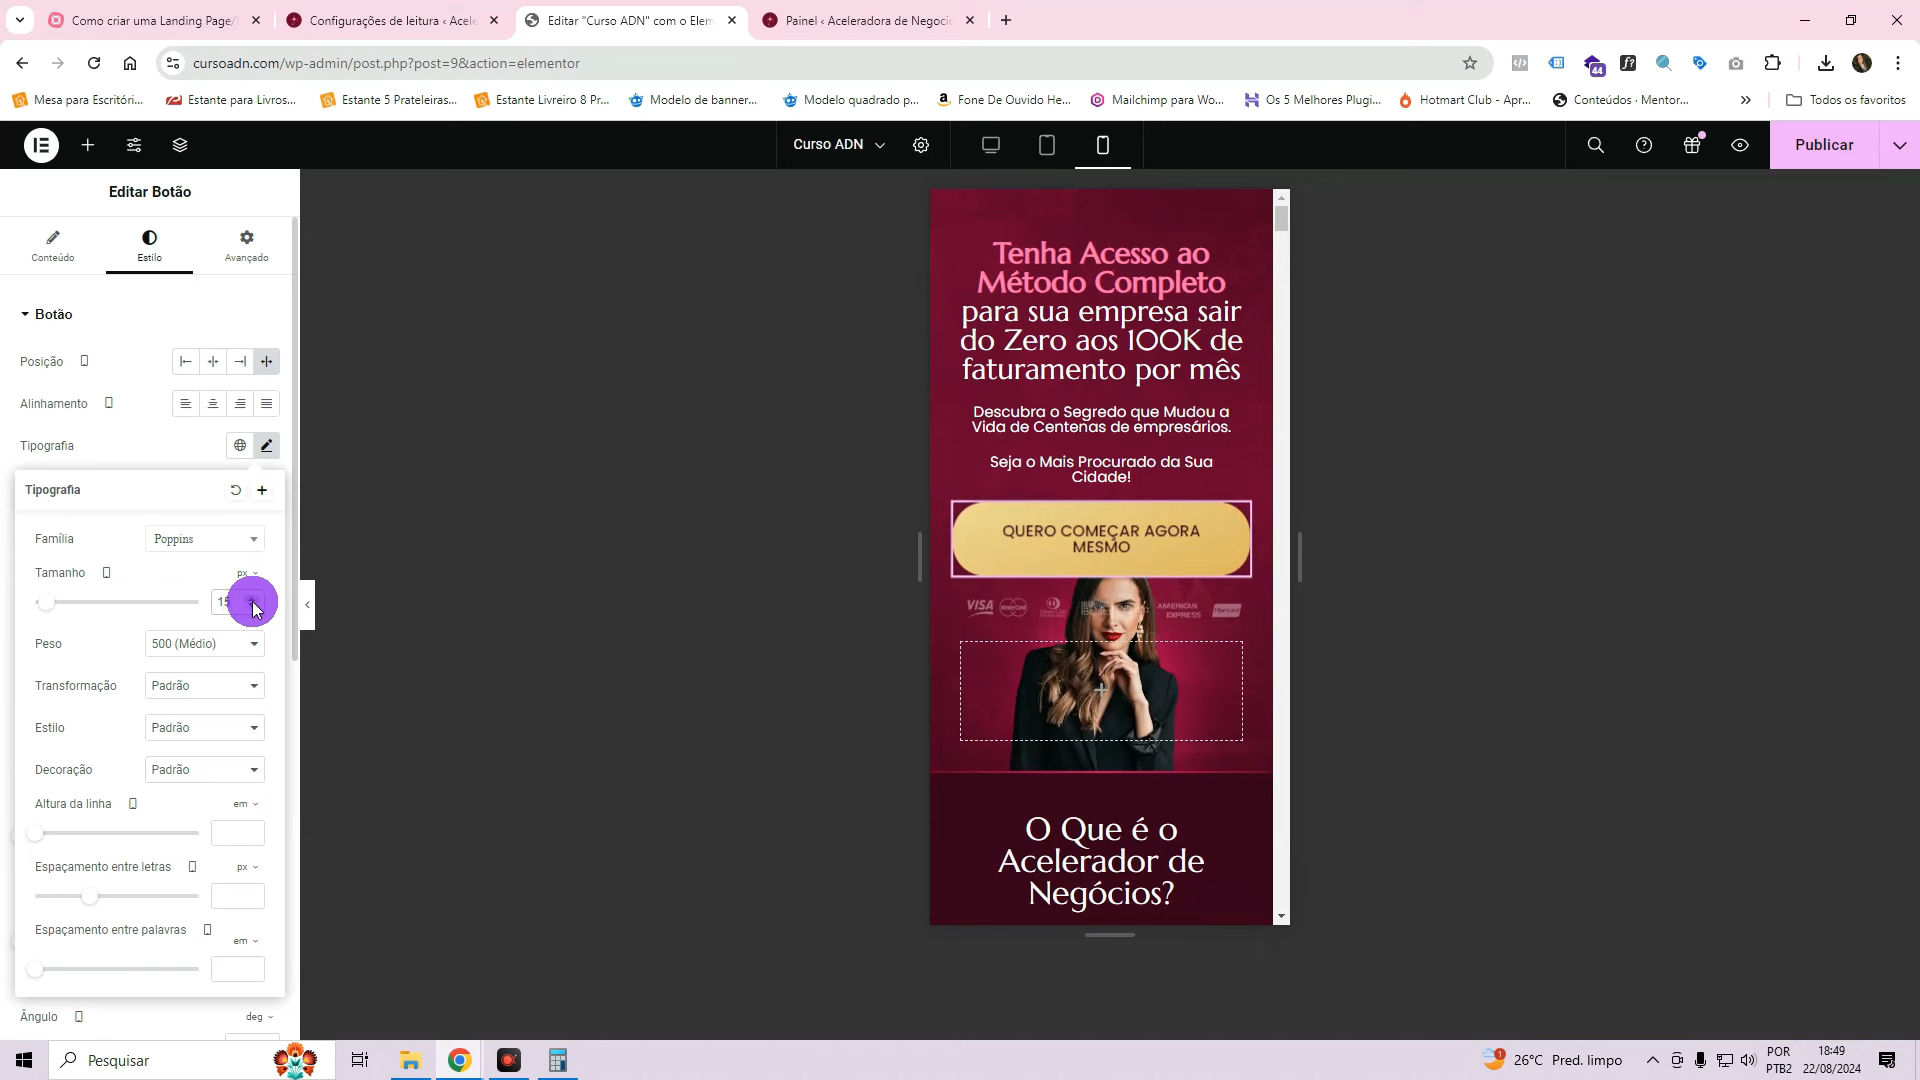 Como criar uma Landing Page/
Configurações de leitura ‹ Acele
Editar "Curso ADN" com o Elem
Painel ‹ Aceleradora de Negocio
cursoadn.com/wp-admin/post.php?post=9&action=elementor
44
f?
Mesa para Escritóri...
Estante para Livros...
Estante 5 Prateleiras...
Estante Livreiro 8 Pr...
Modelo de banner...
Modelo quadrado p...
Fone De Ouvido He...
Mailchimp para Wo...
Os 5 Melhores Plugi...
Hotmart Club - Apr...
Conteúdos · Mentor...
»
Todos os favoritos
Curso ADN
Publicar
Editar Botão
Conteúdo
Estilo
Avançado
Botão
Posição
Alinhamento
Tipografia
Tipografia
Família
Poppins
Tamanho
px
15
Peso
500 (Médio)
Transformação
Padrão
Estilo
Padrão
Decoração
Padrão
Altura da linha
em
Espaçamento entre letras
px
Espaçamento entre palavras
em
Ângulo
deg
Tenha Acesso ao
Método Completo
para sua empresa sair
do Zero aos 100K de
faturamento por mês
Descubra o Segredo que Mudou a
Vida de Centenas de empresários.
Seja o Mais Procurado da Sua
Cidade!
QUERO COMEÇAR AGORA
MESMO
VISA
MasterCard
AMERICAN
EXPRESS
O Que é o
Acelerador de
Negócios?
Pesquisar
1
26°C Pred. limpo
POR
PTB2
18:49
22/08/2024